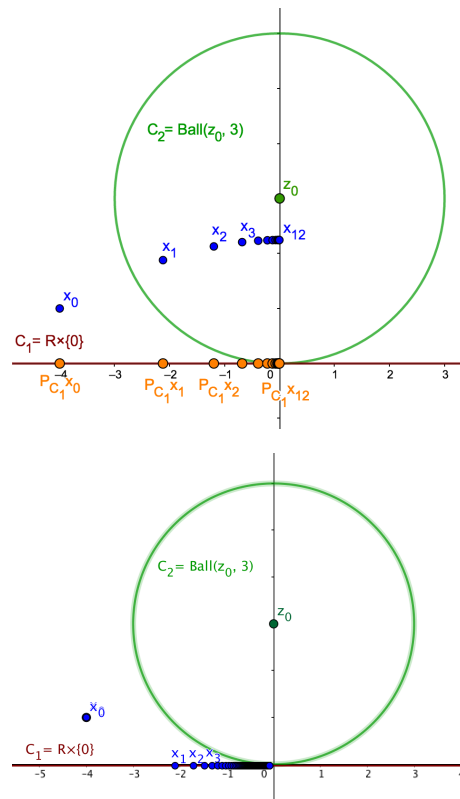 C₂= Ball(z₀, 3)
z₀
x₀
x₁
x₂
x₃
x₁₂
C₁= R×{0}
-4 -3 -2 -1 0 1 2 3
P_C₁x₀ P_C₁x₁ P_C₁x₂ P_C₁x₁₂
C₂= Ball(z₀, 3)
z₀
x₀
x₁ x₂ x₃
C₁= R×{0}
-5 -4 -3 -2 -1 0 1 2 3 4